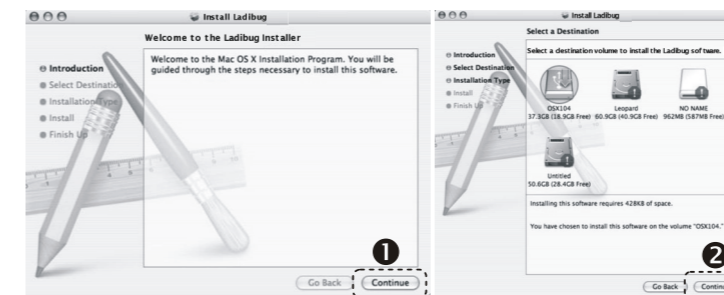 Install Ladibug
Welcome to the Ladibug Installer
Introduction
Select Destination
Installation Type
Install
Finish Up
Welcome to the Mac OS X Installation Program. You will be
guided through the steps necessary to install this software.
1
Go Back
Continue
Install Ladibug
Select a Destination
Introduction
Select Destination
Installation Type
Install
Finish Up
Select a destination volume to install the Ladibug software.
OSX104
37.3GB (18.9GB Free)
Leopard
60.9GB (40.9GB Free)
NO NAME
962MB (587MB Free)
Untitled
50.6GB (28.4GB Free)
Installing this software requires 428KB of space.
You have chosen to install this software on the volume "OSX104."
2
Go Back
Contin